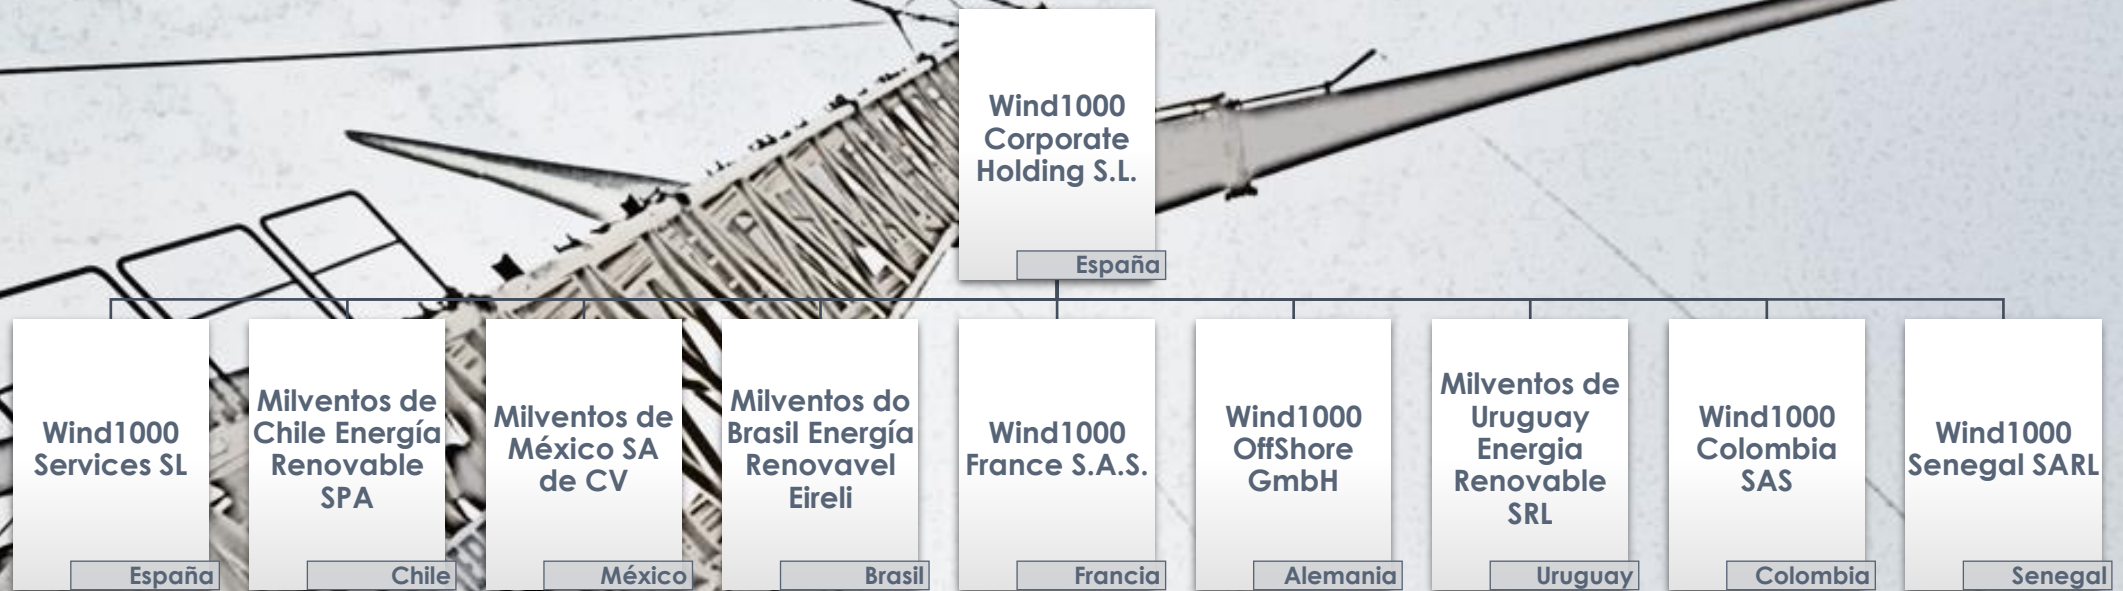 Wind1000
Corporate
Holding S.L.
España
Wind1000
Services SL
España
Milventos de
Chile Energía
Renovable
SPA
Chile
Milventos de
México SA
de CV
México
Milventos do
Brasil Energía
Renovavel
Eireli
Brasil
Wind1000
France S.A.S.
Francia
Wind1000
OffShore
GmbH
Alemania
Milventos de
Uruguay
Energia
Renovable
SRL
Uruguay
Wind1000
Colombia
SAS
Colombia
Wind1000
Senegal SARL
Senegal